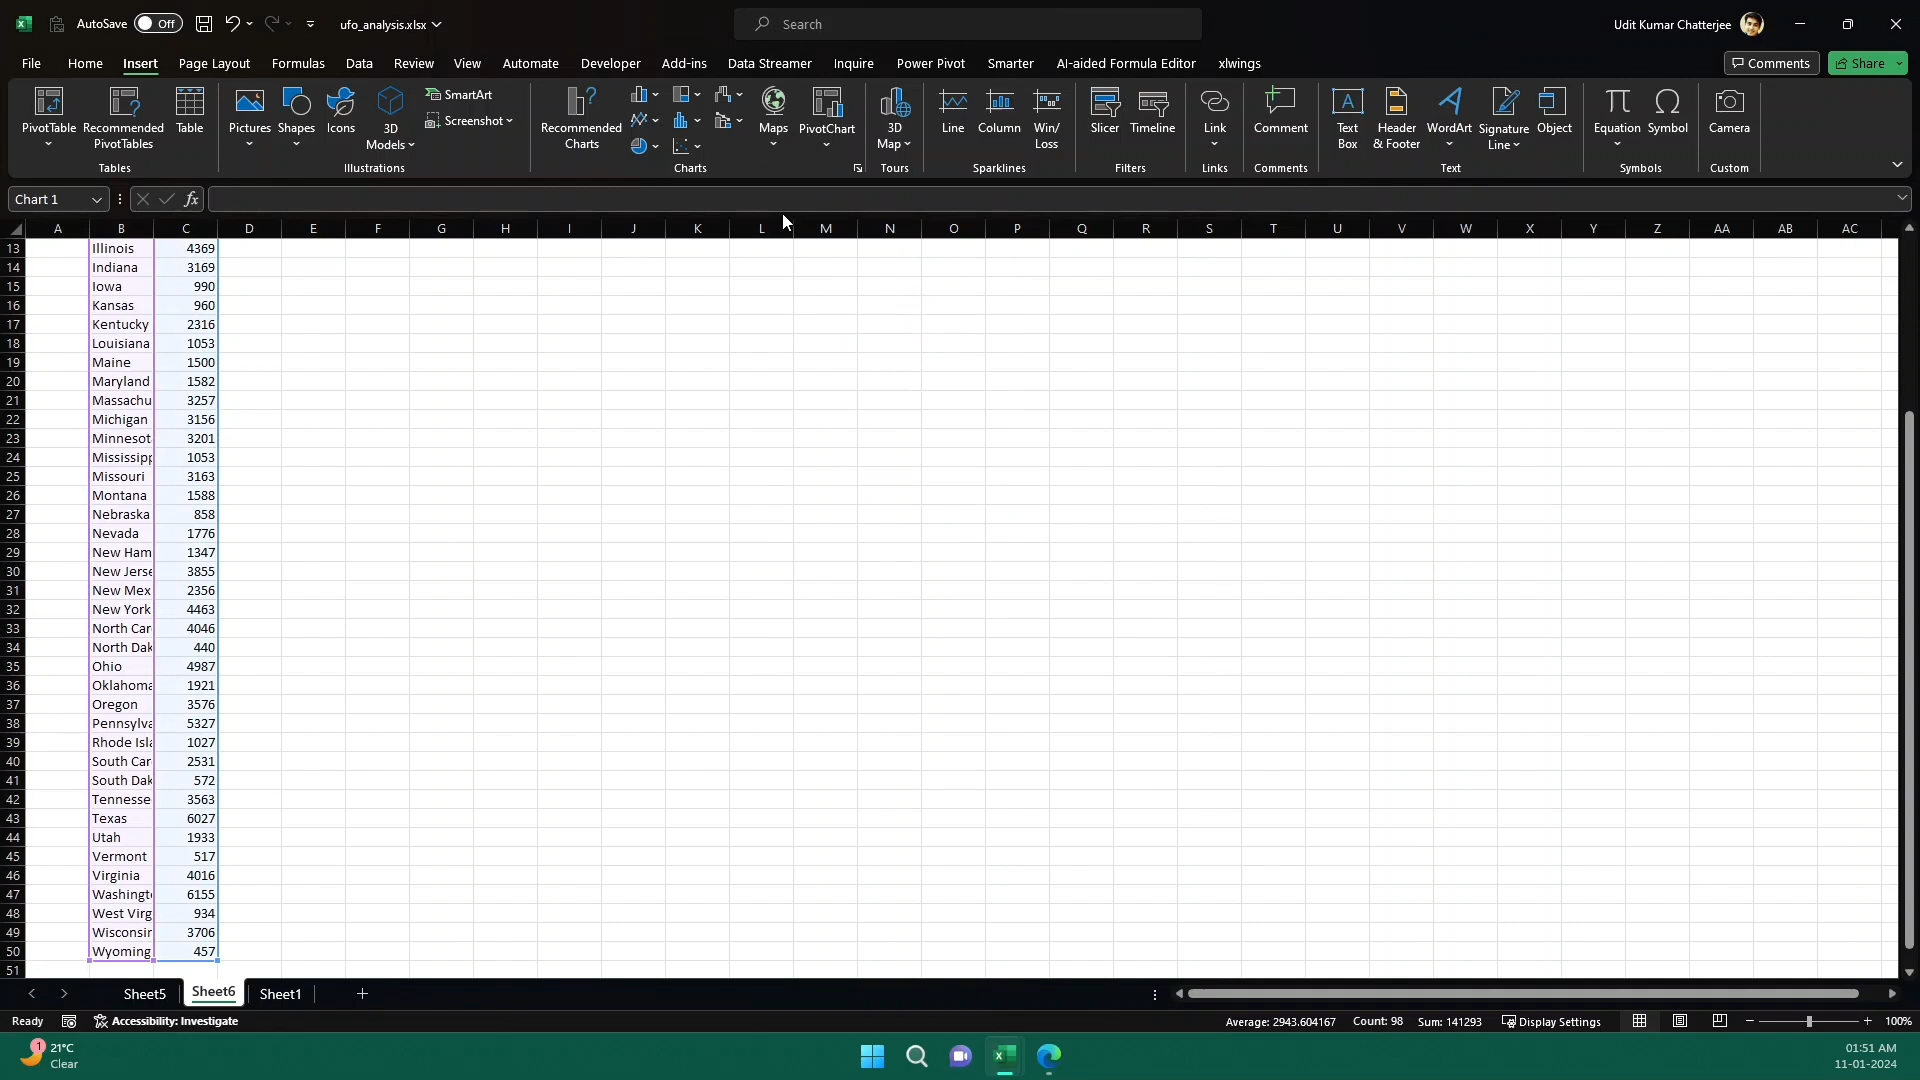 AutoSave Off ufo_analysis.xlsx Search Udit Kumar Chatterjee
File Home Insert Page Layout Formulas Data Review View Automate Developer Add-ins Data Streamer Inquire Power Pivot Smarter AI-aided Formula Editor xlwings Comments Share
SmartArt
Screenshot
PivotTable Recommended PivotTables Table Pictures Shapes Icons 3D Models Recommended Charts Maps PivotChart 3D Map Line Column Win/Loss Slicer Timeline Link Comment Text Box Header & Footer WordArt Signature Line Object Equation Symbol Camera
Tables Illustrations Charts Tours Sparklines Filters Links Comments Text Symbols Custom
Chart 1 fx
A B C D E F G H I J K L M N O P Q R S T U V W X Y Z AA AB AC
13 Illinois 4369
14 Indiana 3169
15 Iowa 990
16 Kansas 960
17 Kentucky 2316
18 Louisiana 1053
19 Maine 1500
20 Maryland 1582
21 Massachu 3257
22 Michigan 3156
23 Minnesot 3201
24 Mississipp 1053
25 Missouri 3163
26 Montana 1588
27 Nebraska 858
28 Nevada 1776
29 New Ham 1347
30 New Jerse 3855
31 New Mex 2356
32 New York 4463
33 North Car 4046
34 North Dak 440
35 Ohio 4987
36 Oklahoma 1921
37 Oregon 3576
38 Pennsylva 5327
39 Rhode Isla 1027
40 South Car 2531
41 South Dak 572
42 Tennesse 3563
43 Texas 6027
44 Utah 1933
45 Vermont 517
46 Virginia 4016
47 Washingt 6155
48 West Virg 934
49 Wisconsin 3706
50 Wyoming 457
51
Sheet5 Sheet6 Sheet1
Ready Accessibility: Investigate Average: 2943.604167 Count: 98 Sum: 141293 Display Settings 100%
1 21°C 01:51 AM
Clear 11-01-2024